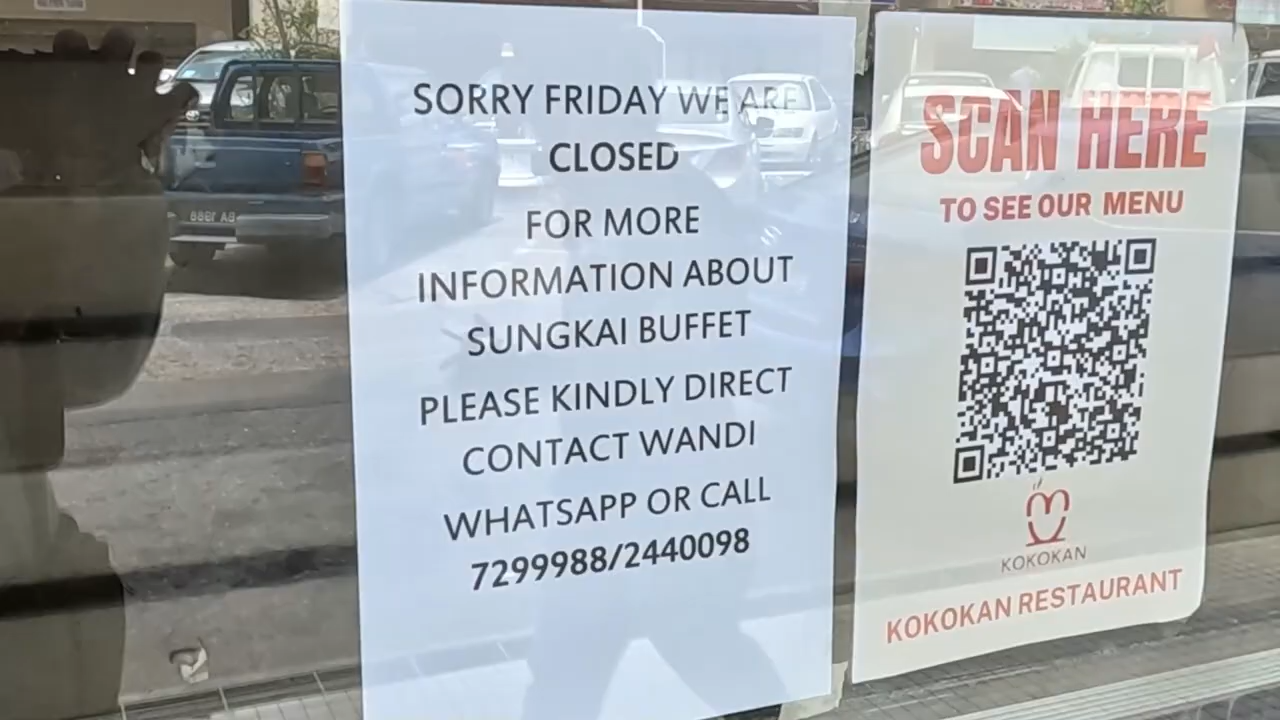 SORRY FRIDAY WE ARE
CLOSED
FOR MORE
INFORMATION ABOUT
SUNGKAI BUFFET
PLEASE KINDLY DIRECT
CONTACT WANDI
WHATSAPP OR CALL
7299988/2440098
SCAN HERE
TO SEE OUR MENU
KOKOKAN
KOKOKAN RESTAURANT